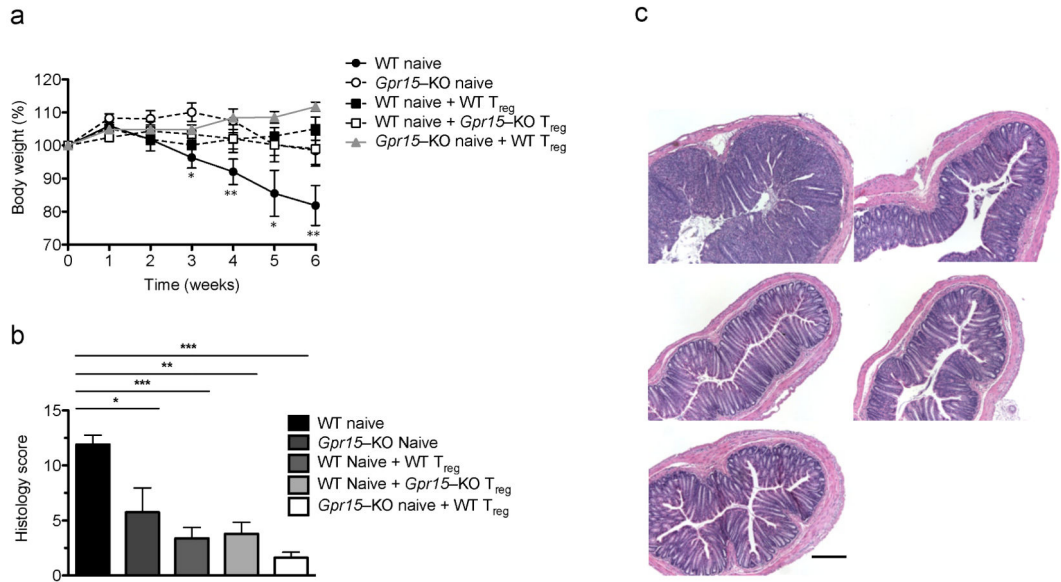 a
WT naive
Gpr15–KO naive
WT naive + WT Treg
WT naive + Gpr15–KO Treg
Gpr15–KO naive + WT Treg
Body weight (%)
120
110
100
90
80
70
*
**
*
**
0 1 2 3 4 5 6
Time (weeks)
b
***
**
***
*
Histology score
15
10
5
0
WT naive
Gpr15–KO Naive
WT Naive + WT Treg
WT Naive + Gpr15–KO Treg
Gpr15–KO naive + WT Treg
c